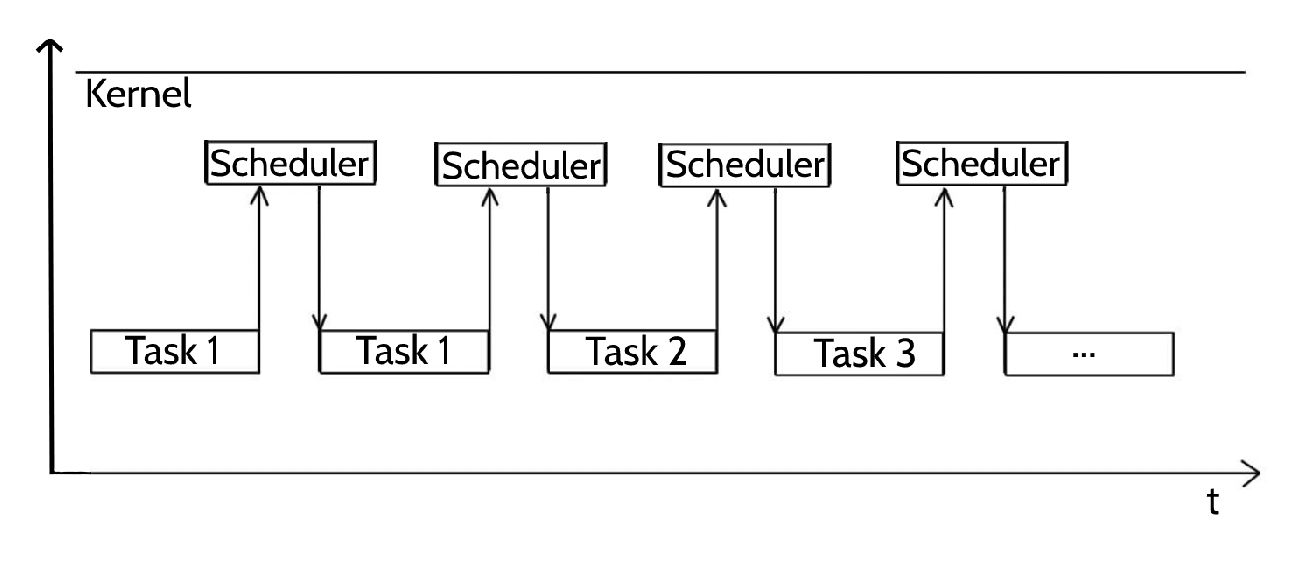 Kernel
Scheduler Scheduler Scheduler Scheduler
Task 1 Task 1 Task 2 Task 3 ...
t